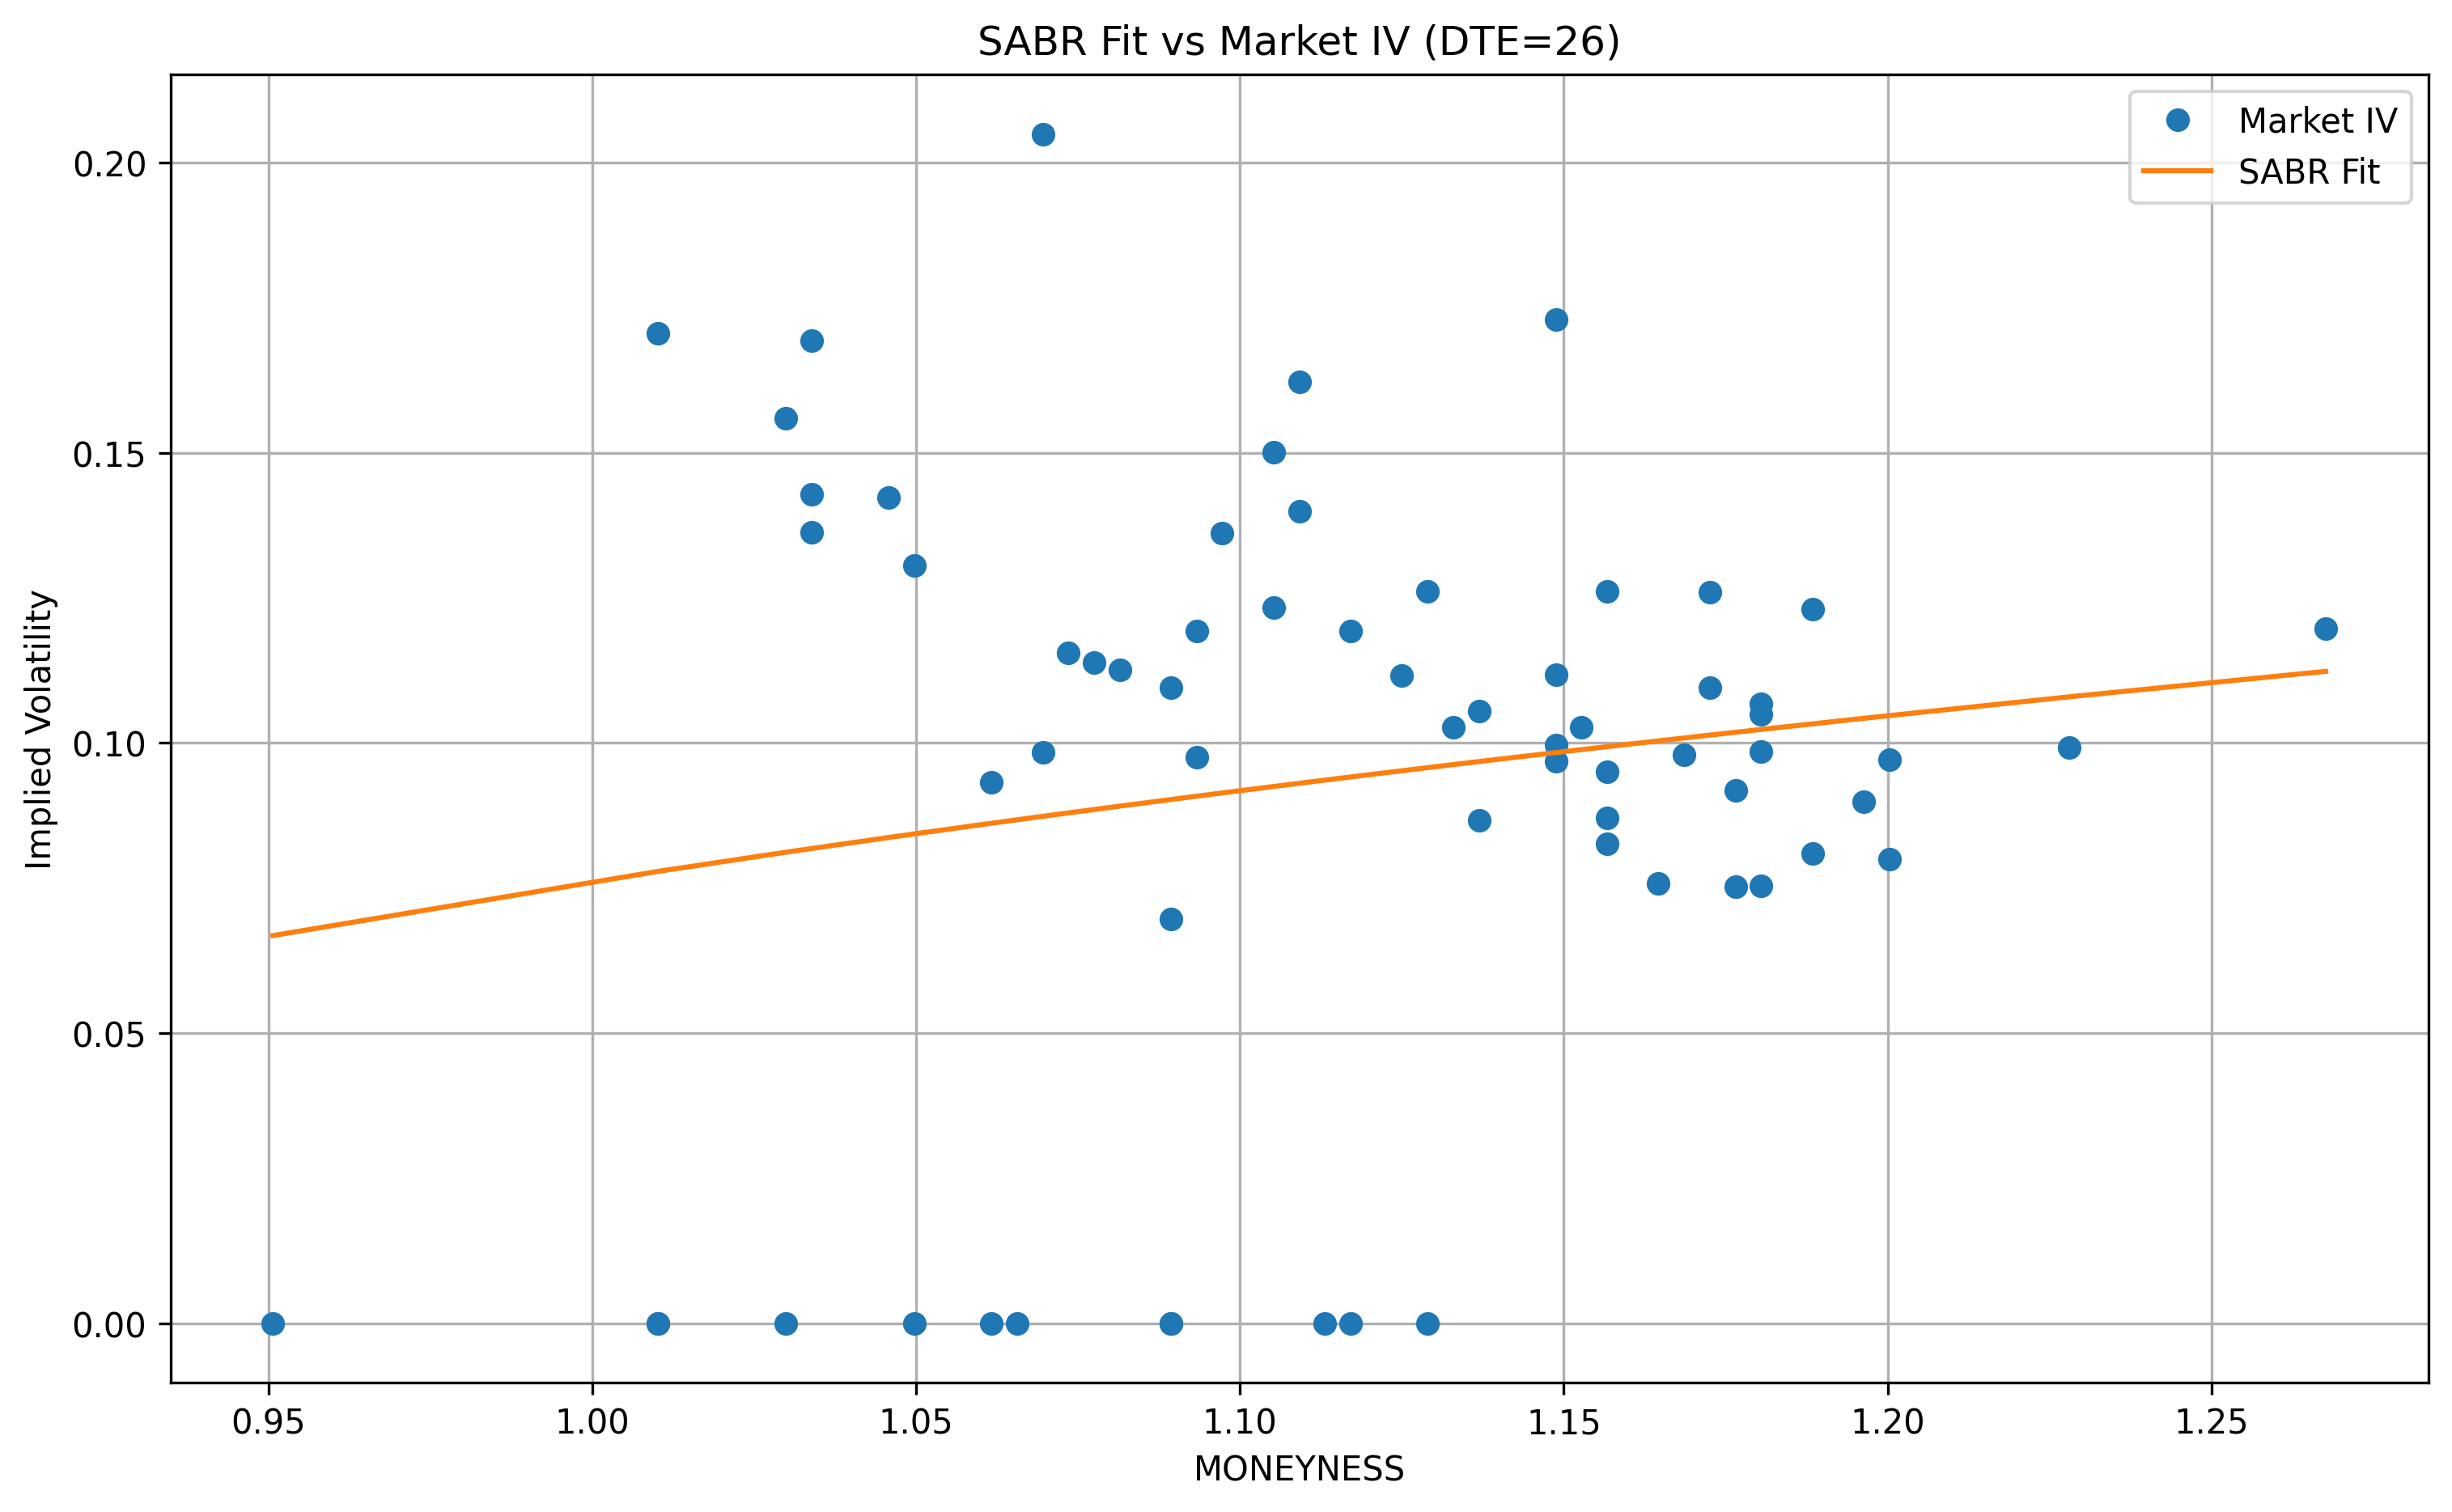 SABR Fit vs Market IV (DTE=26)
Market IV
SABR Fit
Implied Volatility
0.20
0.15
0.10
0.05
0.00
0.95 1.00 1.05 1.10 1.15 1.20 1.25
MONEYNESS